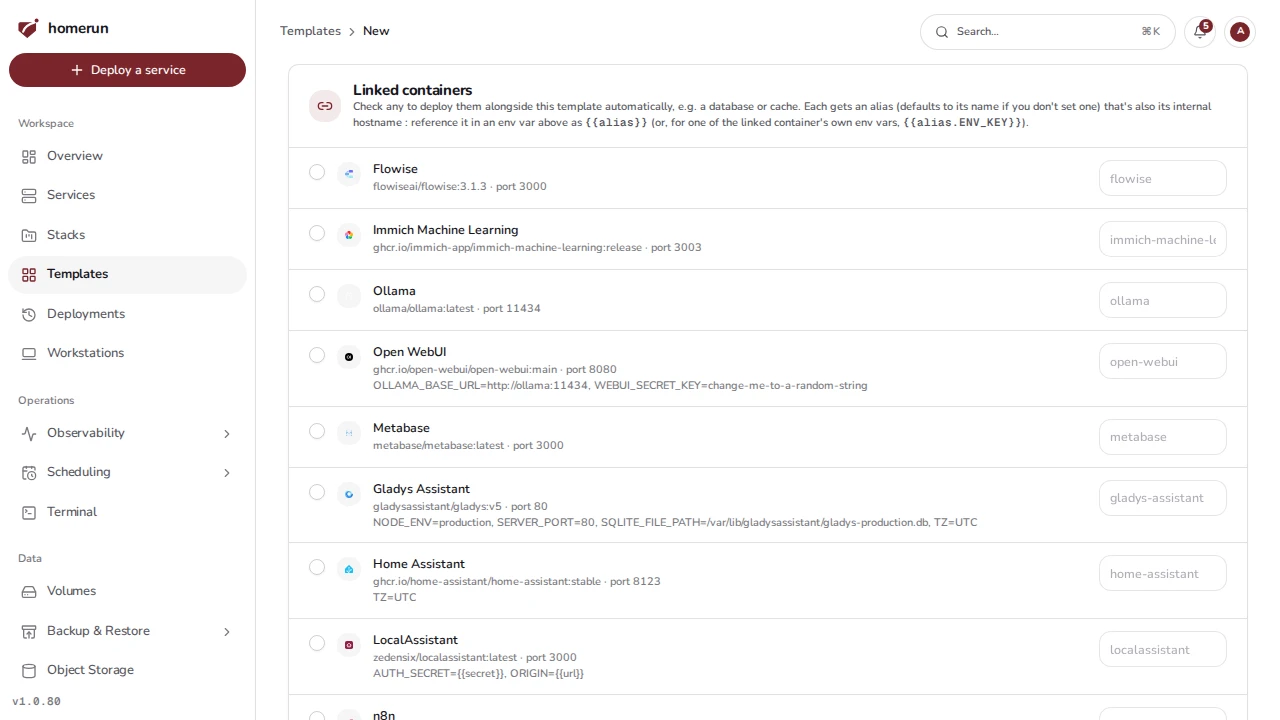 homerun
Deploy a service
Workspace
Overview
Services
Stacks
Templates
Deployments
Workstations
Operations
Observability
Scheduling
Terminal
Data
Volumes
Backup & Restore
Object Storage
v1.0.80
Templates > New
Search... ⌘K
5
A
Linked containers
Check any to deploy them alongside this template automatically, e.g. a database or cache. Each gets an alias (defaults to its name if you don't set one) that's also its internal
hostname : reference it in an env var above as {{alias}} (or, for one of the linked container's own env vars, {{alias.ENV_KEY}}).
Flowise
flowiseai/flowise:3.1.3 · port 3000
flowise
Immich Machine Learning
ghcr.io/immich-app/immich-machine-learning:release · port 3003
immich-machine-le
Ollama
ollama/ollama:latest · port 11434
ollama
Open WebUI
ghcr.io/open-webui/open-webui:main · port 8080
OLLAMA_BASE_URL=http://ollama:11434, WEBUI_SECRET_KEY=change-me-to-a-random-string
open-webui
Metabase
metabase/metabase:latest · port 3000
metabase
Gladys Assistant
gladysassistant/gladys:v5 · port 80
NODE_ENV=production, SERVER_PORT=80, SQLITE_FILE_PATH=/var/lib/gladysassistant/gladys-production.db, TZ=UTC
gladys-assistant
Home Assistant
ghcr.io/home-assistant/home-assistant:stable · port 8123
TZ=UTC
home-assistant
LocalAssistant
zedensix/localassistant:latest · port 3000
AUTH_SECRET={{secret}}, ORIGIN={{url}}
localassistant
n8n